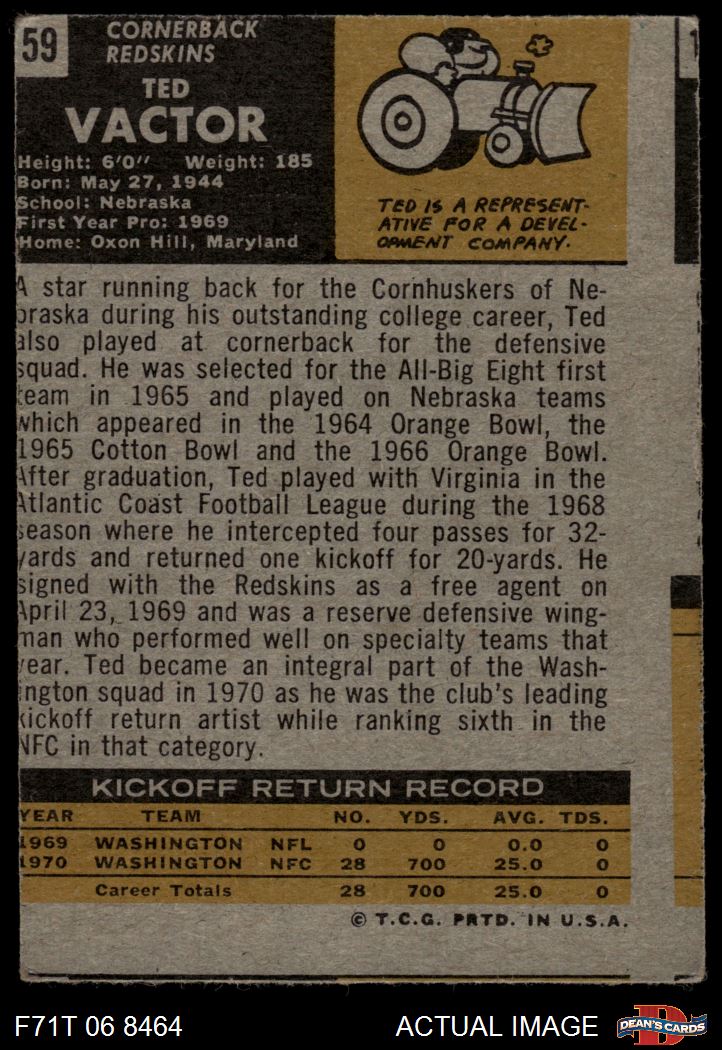 59
CORNERBACK
REDSKINS
TED
VACTOR
Height: 6'0" Weight: 185
Born: May 27, 1944
School: Nebraska
First Year Pro: 1969
Home: Oxon Hill, Maryland
TED IS A REPRESENT-
ATIVE FOR A DEVEL-
OPMENT COMPANY.
A star running back for the Cornhuskers of Ne-
braska during his outstanding college career, Ted
also played at cornerback for the defensive
squad. He was selected for the All-Big Eight first
team in 1965 and played on Nebraska teams
which appeared in the 1964 Orange Bowl, the
1965 Cotton Bowl and the 1966 Orange Bowl.
After graduation, Ted played with Virginia in the
Atlantic Coast Football League during the 1968
season where he intercepted four passes for 32-
yards and returned one kickoff for 20-yards. He
signed with the Redskins as a free agent on
April 23, 1969 and was a reserve defensive wing-
man who performed well on specialty teams that
year. Ted became an integral part of the Wash-
ington squad in 1970 as he was the club's leading
kickoff return artist while ranking sixth in the
NFC in that category.
KICKOFF RETURN RECORD
YEAR TEAM NO. YDS. AVG. TDS.
1969 WASHINGTON NFL 0 0 0.0 0
1970 WASHINGTON NFC 28 700 25.0 0
Career Totals 28 700 25.0 0
© T.C.G. PRTD. IN U.S.A.
F71T 06 8464 ACTUAL IMAGE
DEAN'S CARDS